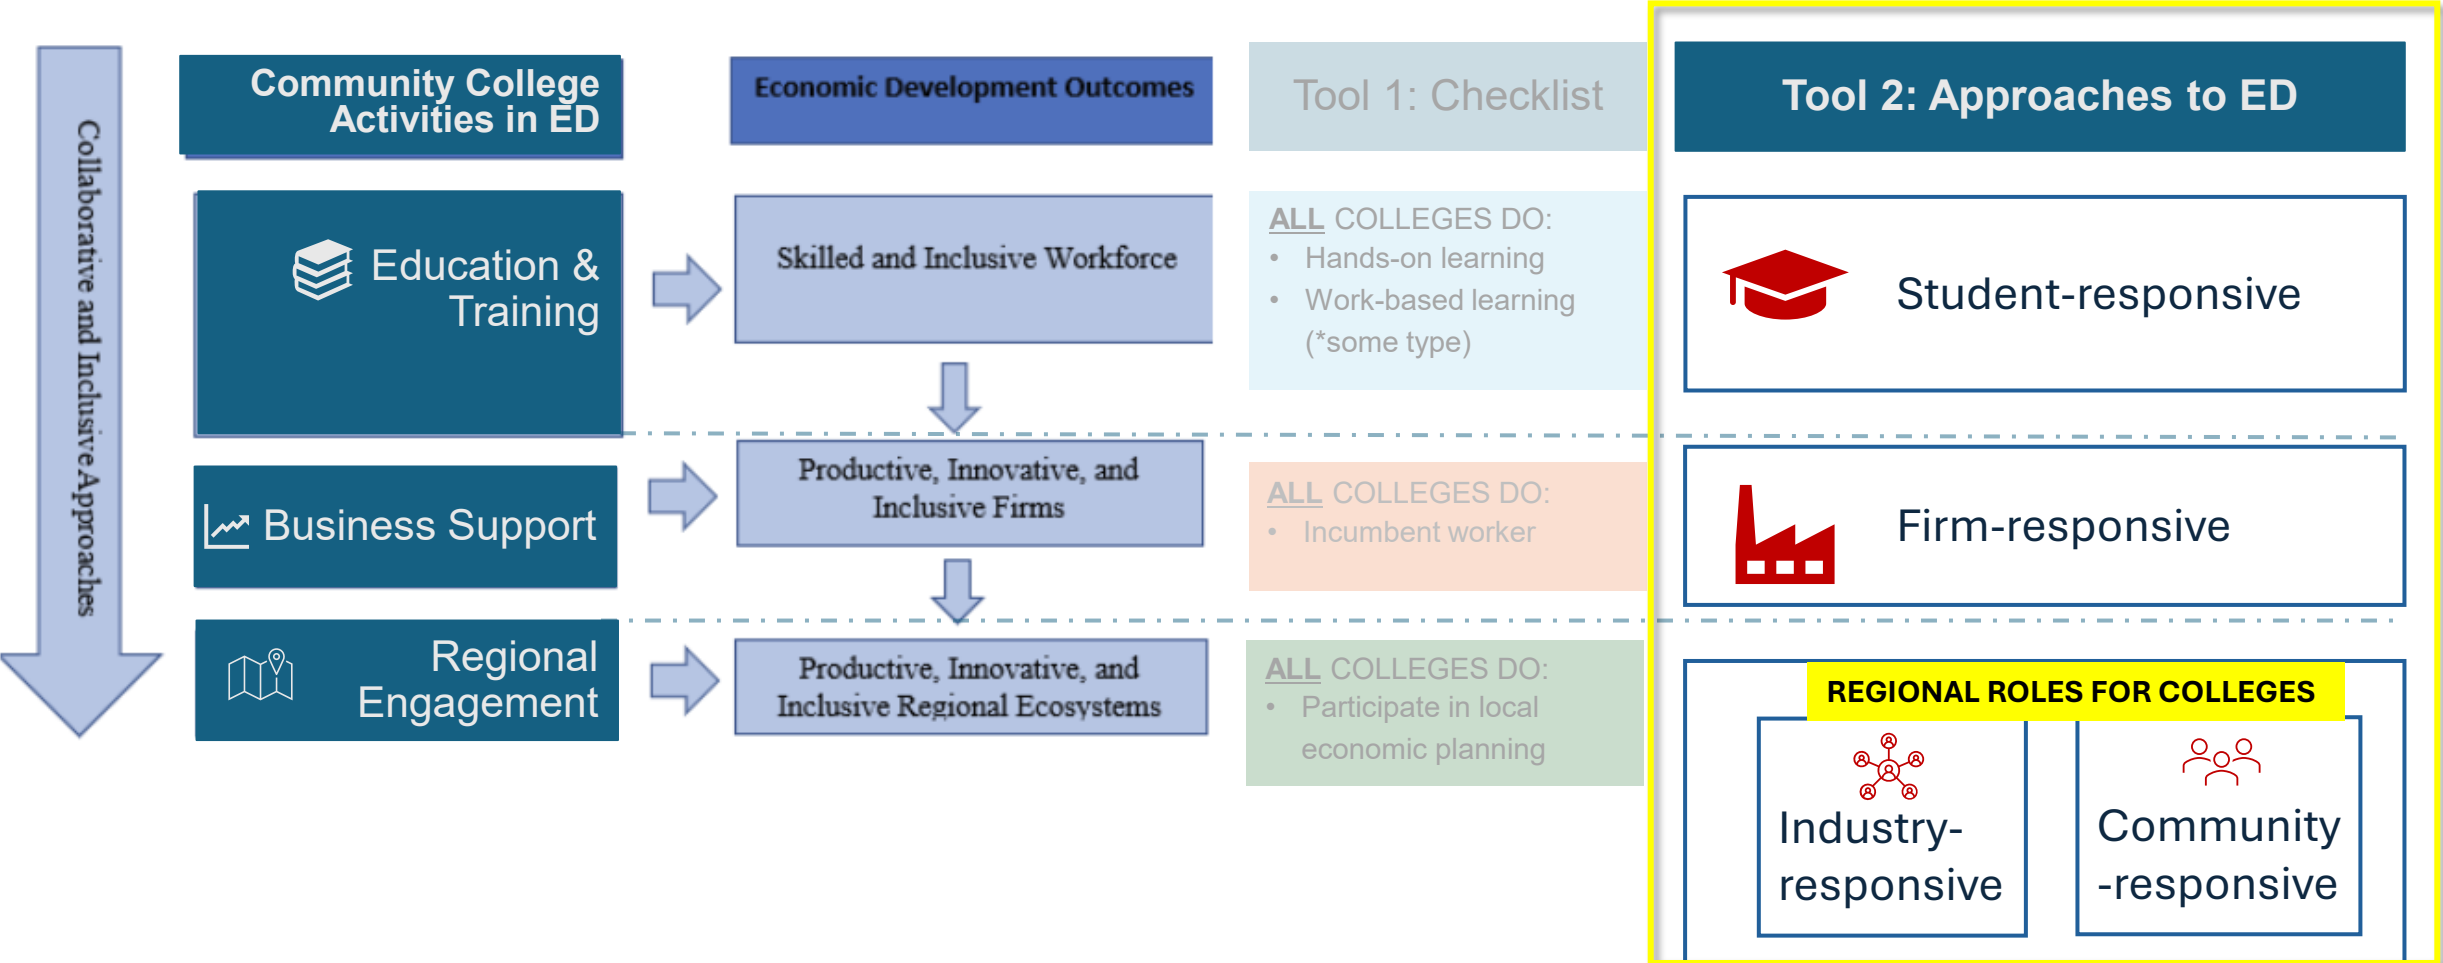 Collaborative and Inclusive Approaches
Community College
Activities in ED
Economic Development Outcomes
Tool 1: Checklist
Tool 2: Approaches to ED
Education &
Training
Skilled and Inclusive Workforce
ALL COLLEGES DO:
• Hands-on learning
• Work-based learning
(*some type)
Student-responsive
Business Support
Productive, Innovative, and
Inclusive Firms
ALL COLLEGES DO:
• Incumbent worker
Firm-responsive
Regional
Engagement
Productive, Innovative, and
Inclusive Regional Ecosystems
ALL COLLEGES DO:
• Participate in local
economic planning
REGIONAL ROLES FOR COLLEGES
Industry-
responsive
Community
-responsive